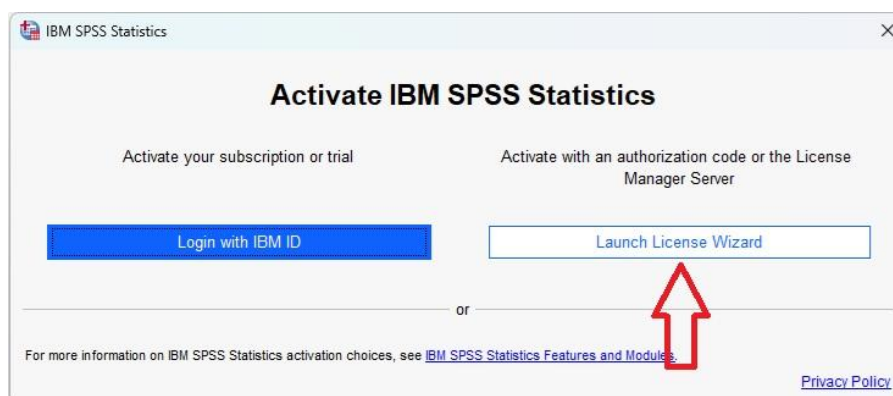 IBM SPSS Statistics
Activate IBM SPSS Statistics
Activate your subscription or trial
Activate with an authorization code or the License
Manager Server
Login with IBM ID
Launch License Wizard
or
For more information on IBM SPSS Statistics activation choices, see IBM SPSS Statistics Features and Modules.
Privacy Policy